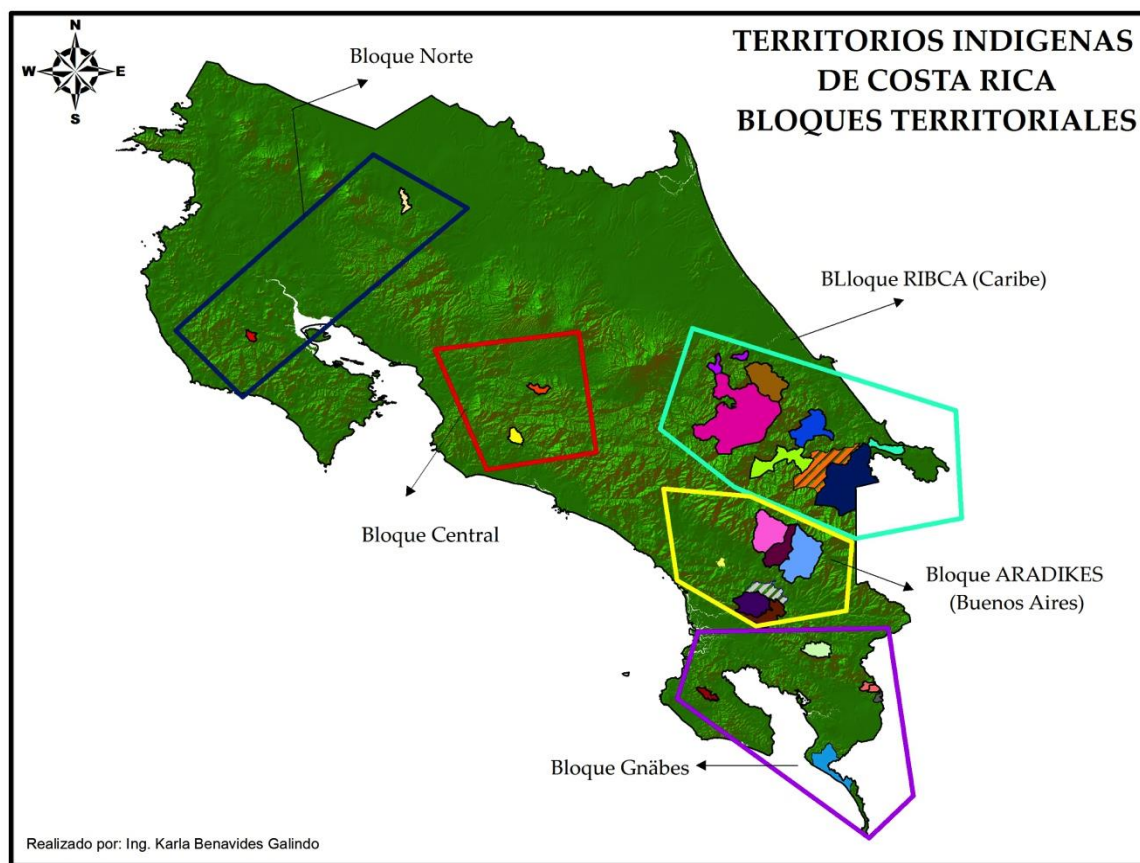 TERRITORIOS INDIGENAS
DE COSTA RICA
BLOQUES TERRITORIALES
N
W
E
S
Bloque Norte
BLloque RIBCA (Caribe)
Bloque Central
Bloque ARADIKES
(Buenos Aires)
Bloque Gnäbes
Realizado por: Ing. Karla Benavides Galindo